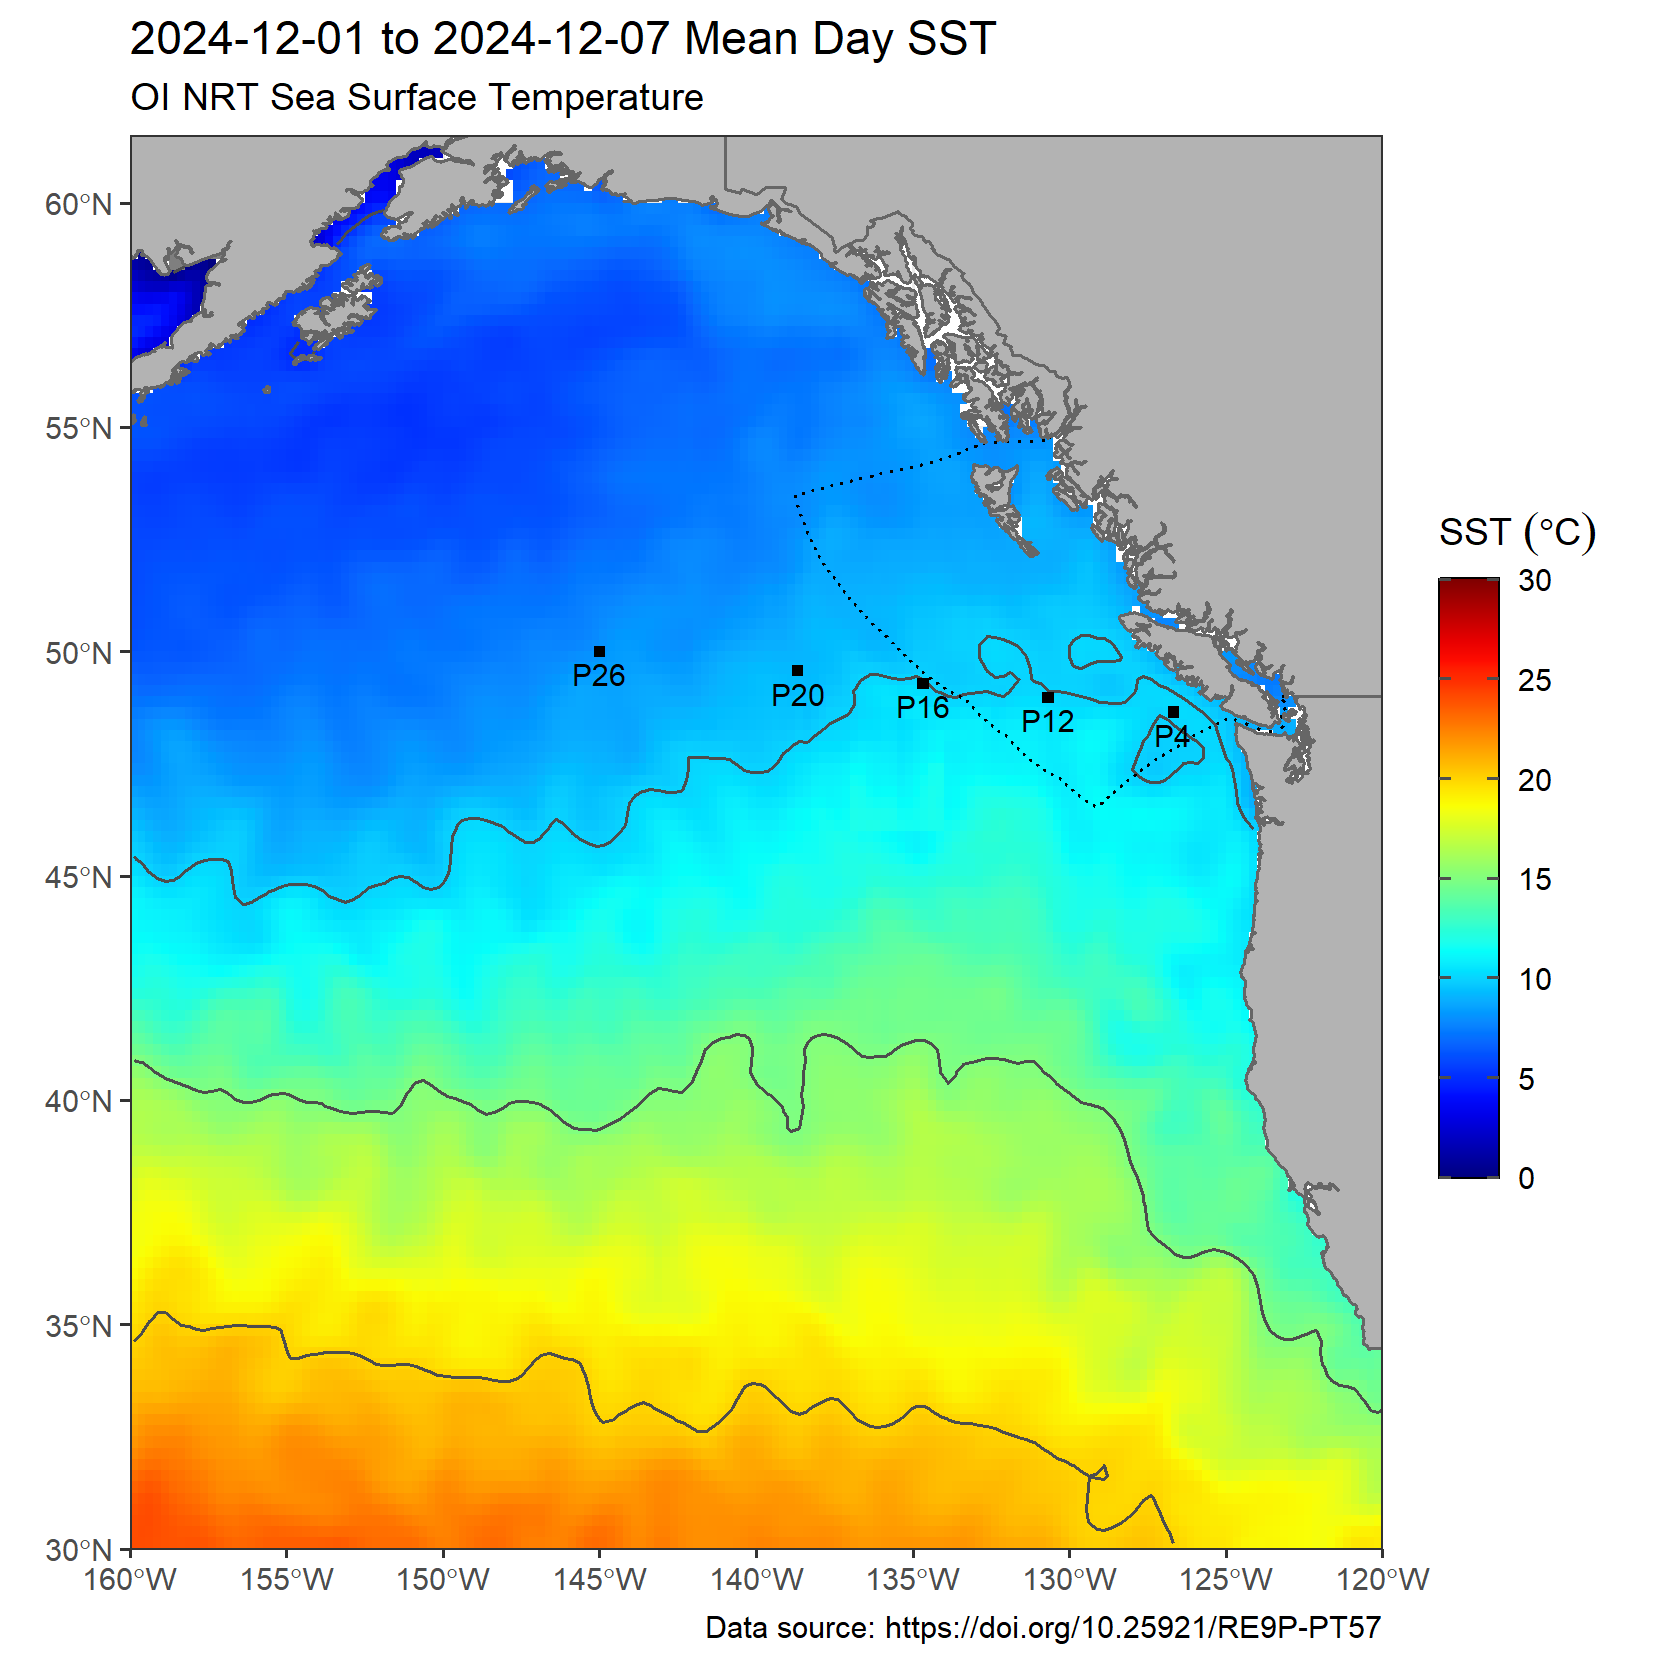 2024-12-01 to 2024-12-07 Mean Day SST
OI NRT Sea Surface Temperature
60°N
55°N
50°N
45°N
40°N
35°N
30°N
P26
P20
P16
P12
P4
160°W
155°W
150°W
145°W
140°W
135°W
130°W
125°W
120°W
SST (°C)
30
25
20
15
10
5
0
Data source: https://doi.org/10.25921/RE9P-PT57